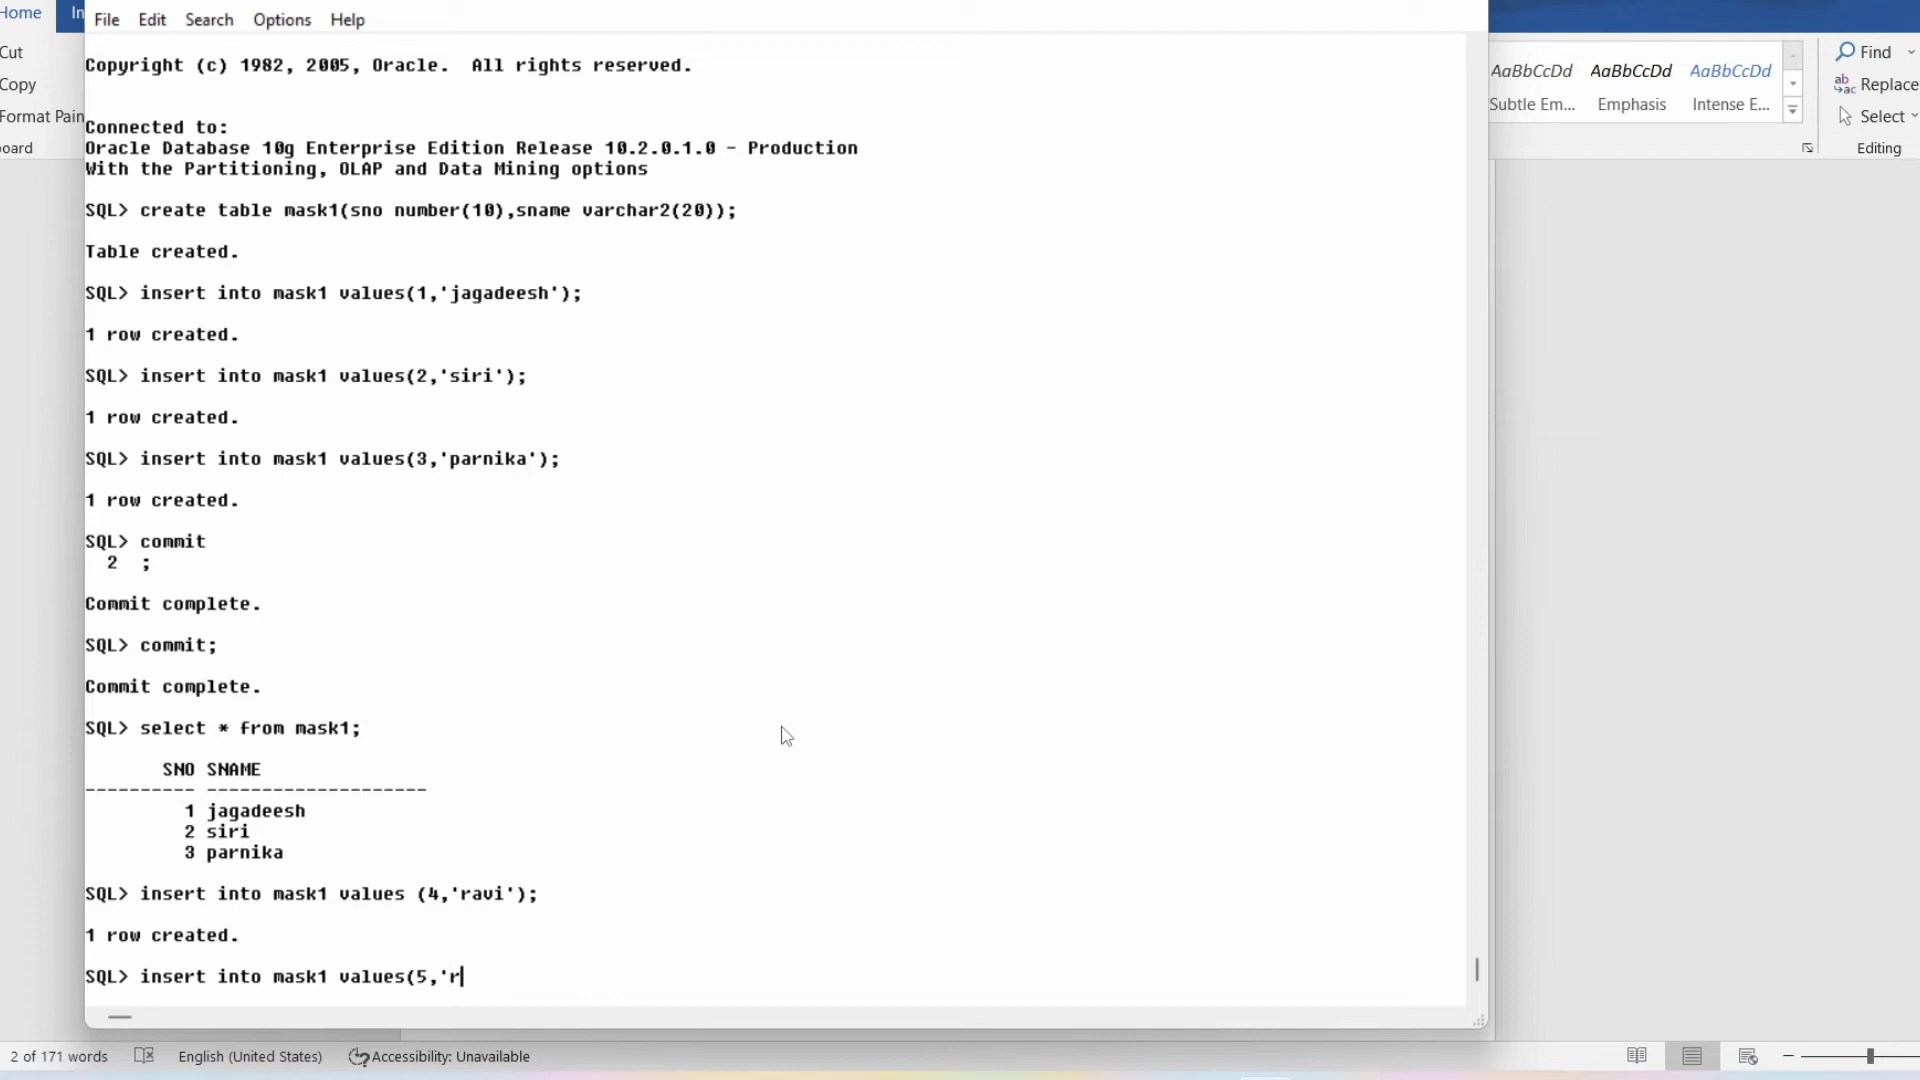 Home
In
File Edit Search Options Help
Cut
Copy
Format Pain
board
AaBbCcDd AaBbCcDd AaBbCcDd
Subtle Em... Emphasis Intense E...
Find
Replace
Select
Editing
Copyright (c) 1982, 2005, Oracle. All rights reserved.
Connected to:
Oracle Database 10g Enterprise Edition Release 10.2.0.1.0 - Production
With the Partitioning, OLAP and Data Mining options
SQL> create table mask1(sno number(10),sname varchar2(20));
Table created.
SQL> insert into mask1 values(1,'jagadeesh');
1 row created.
SQL> insert into mask1 values(2,'siri');
1 row created.
SQL> insert into mask1 values(3,'parnika');
1 row created.
SQL> commit
2 ;
Commit complete.
SQL> commit;
Commit complete.
SQL> select * from mask1;
SNO SNAME
---------- --------------------
1 jagadeesh
2 siri
3 parnika
SQL> insert into mask1 values (4,'ravi');
1 row created.
SQL> insert into mask1 values(5,'r
2 of 171 words English (United States) Accessibility: Unavailable